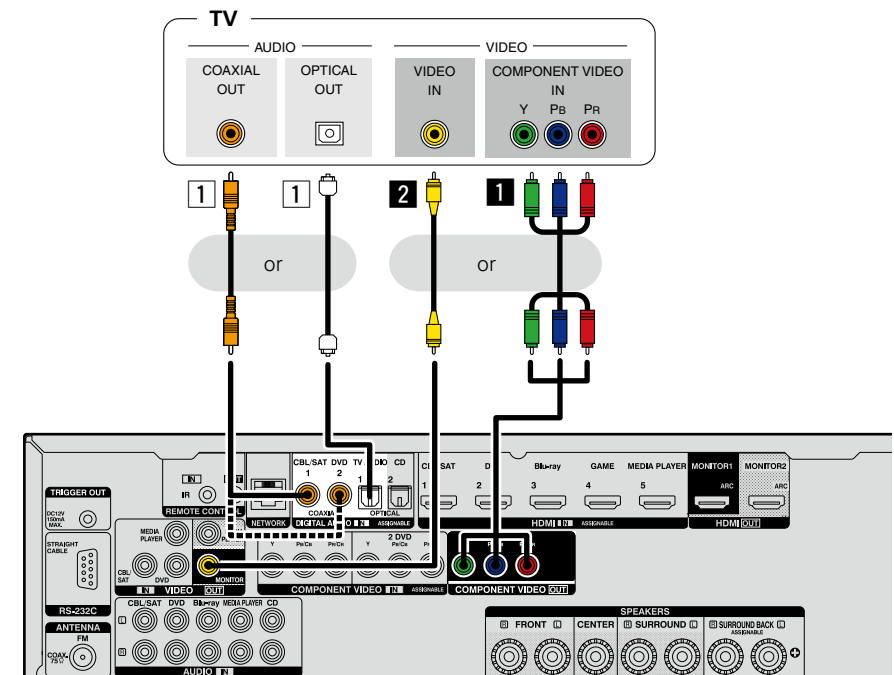 TV
AUDIO VIDEO
COAXIAL OUT
OPTICAL OUT
VIDEO IN
COMPONENT VIDEO IN
Y PB PR
1 1 2 1
or or
CBL/SAT DVD TV CD
1 2 1 2
COAXIAL OPTICAL
DIGITAL IN ASSIGNABLE
SAT Blu-ray GAME MEDIA PLAYER MONITOR1 MONITOR2
1 3 4 5 ARC ARC
HDMI IN ASSIGNABLE HDMI OUT
TRIGGER OUT
DC12V 150mA MAX.
IN
IR
REMOTE
NETWORK
STRAIGHT CABLE
RS-232C
MEDIA PLAYER
CBL/SAT DVD
MONITOR
IN VIDEO OUT
2 DVD
Y PB/CB PR/CR Y PB/CB PR/CR
COMPONENT VIDEO IN ASSIGNABLE
COMPONENT VIDEO OUT
ANTENNA
FM
COAX. 75Ω
CBL/SAT DVD Blu-ray MEDIA PLAYER CD
L
R
AUDIO IN
SPEAKERS
R FRONT L CENTER R SURROUND L R SURROUND BACK L
ASSIGNABLE